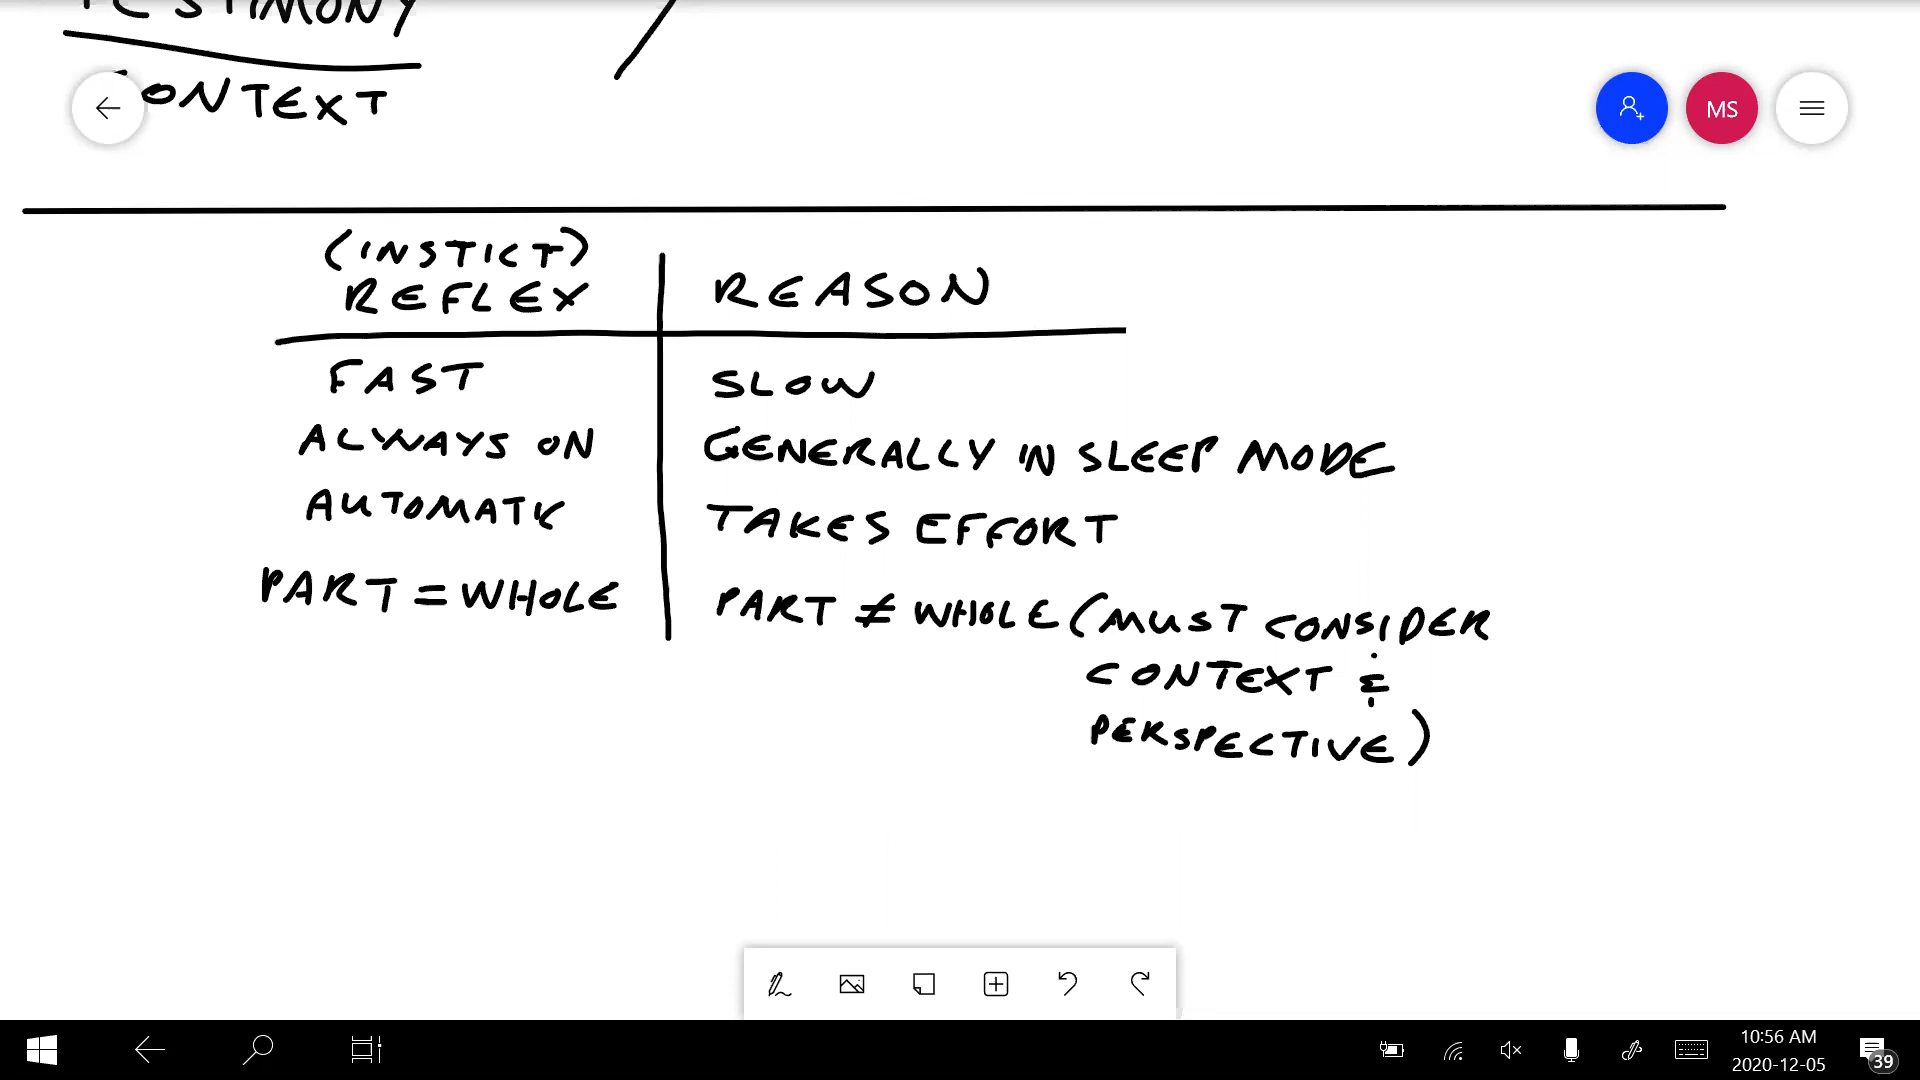 TESTIMONY
CONTEXT
MS
(INSTICT)
REFLEX
REASON
FAST
SLOW
ALWAYS ON
GENERALLY IN SLEEP MODE
AUTOMATIC
TAKES EFFORT
PART = WHOLE
PART ≠ WHOLE (MUST CONSIDER
CONTEXT &
PERSPECTIVE)
10:56 AM
2020-12-05
39